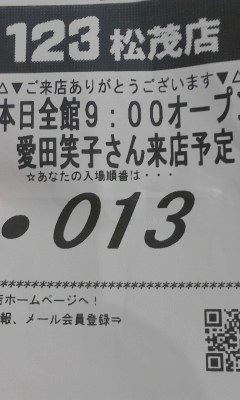 123松茂店
△▼ご来店ありがとうございます▼△
本日全館9:00オープン
愛田笑子さん来店予定
☆あなたの入場順番は・・・
・013
******************************
ホームページへ!
報、メール会員登録⇒